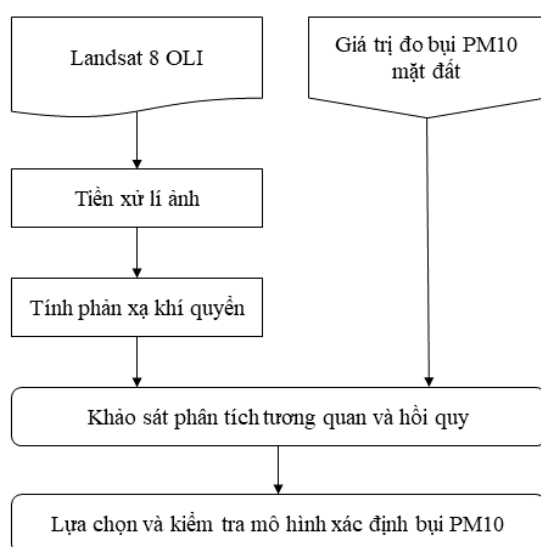 Landsat 8 OLI
Giá trị đo bụi PM10
mặt đất
Tiền xử lí ảnh
Tính phản xạ khí quyển
Khảo sát phân tích tương quan và hồi quy
Lựa chọn và kiểm tra mô hình xác định bụi PM10